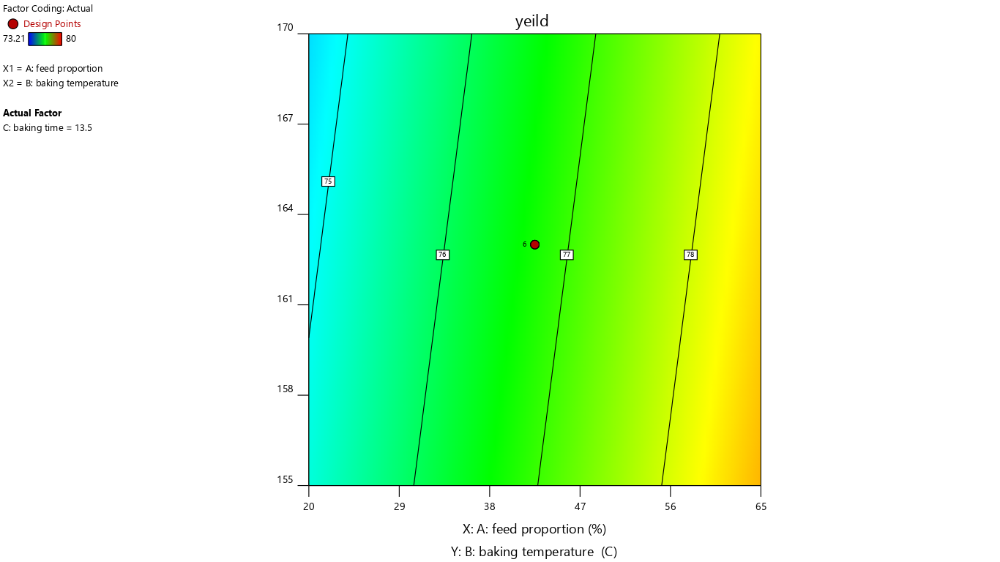 Factor Coding: Actual
Design Points
73.21 80
X1 = A: feed proportion
X2 = B: baking temperature
Actual Factor
C: baking time = 13.5
yeild
170
167
164
161
158
155
75
76
6
77
78
20 29 38 47 56 65
X: A: feed proportion (%)
Y: B: baking temperature  (C)